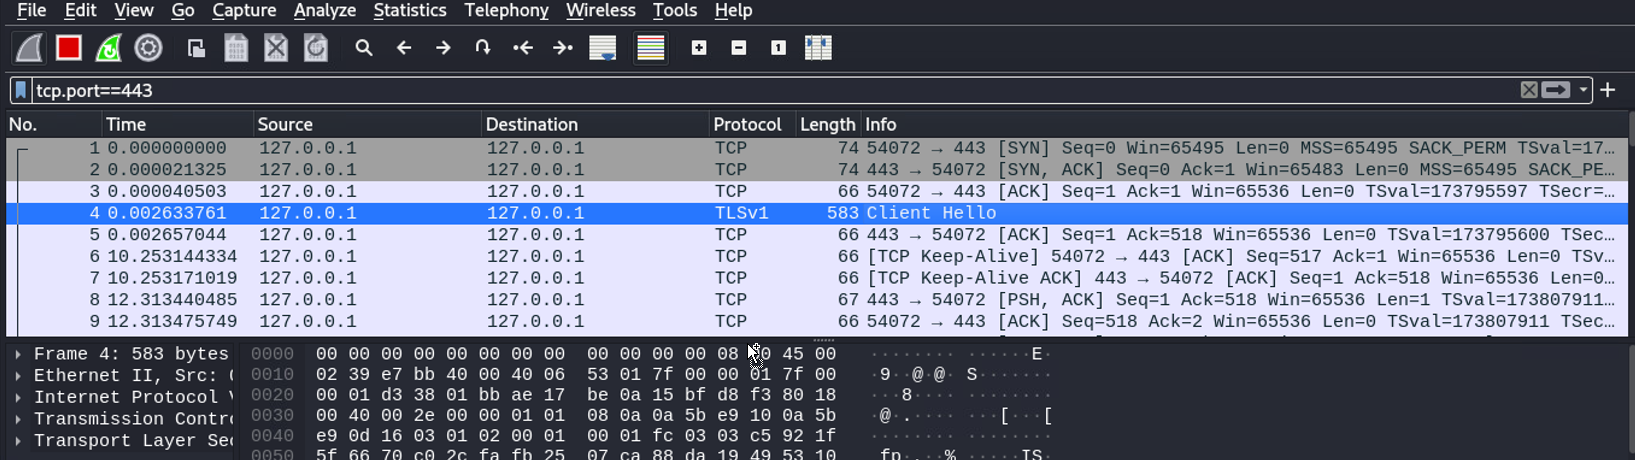 File Edit View Go Capture Analyze Statistics Telephony Wireless Tools Help
tcp.port==443
No. Time Source Destination Protocol Length Info
1 0.000000000 127.0.0.1 127.0.0.1 TCP 74 54072 → 443 [SYN] Seq=0 Win=65495 Len=0 MSS=65495 SACK_PERM TSval=17…
2 0.000021325 127.0.0.1 127.0.0.1 TCP 74 443 → 54072 [SYN, ACK] Seq=0 Ack=1 Win=65483 Len=0 MSS=65495 SACK_PE…
3 0.000040503 127.0.0.1 127.0.0.1 TCP 66 54072 → 443 [ACK] Seq=1 Ack=1 Win=65536 Len=0 TSval=173795597 TSecr=…
4 0.002633761 127.0.0.1 127.0.0.1 TLSv1 583 Client Hello
5 0.002657044 127.0.0.1 127.0.0.1 TCP 66 443 → 54072 [ACK] Seq=1 Ack=518 Win=65536 Len=0 TSval=173795600 TSec…
6 10.253144334 127.0.0.1 127.0.0.1 TCP 66 [TCP Keep-Alive] 54072 → 443 [ACK] Seq=517 Ack=1 Win=65536 Len=0 TSv…
7 10.253171019 127.0.0.1 127.0.0.1 TCP 66 [TCP Keep-Alive ACK] 443 → 54072 [ACK] Seq=1 Ack=518 Win=65536 Len=0…
8 12.313440485 127.0.0.1 127.0.0.1 TCP 67 443 → 54072 [PSH, ACK] Seq=1 Ack=518 Win=65536 Len=1 TSval=173807911…
9 12.313475749 127.0.0.1 127.0.0.1 TCP 66 54072 → 443 [ACK] Seq=518 Ack=2 Win=65536 Len=0 TSval=173807911 TSec…
Frame 4: 583 bytes 0000 00 00 00 00 00 00 00 00 00 00 00 00 08 45 00 ········ ······E·
Ethernet II, Src: 0010 02 39 e7 bb 40 00 40 06 53 01 7f 00 00 01 7f 00 ·9··@·@· S·······
Internet Protocol 0020 00 01 d3 38 01 bb ae 17 be 0a 15 bf d8 f3 80 18 ···8···· ········
Transmission Contro 0030 00 40 00 2e 00 00 01 01 08 0a 0a 5b e9 10 0a 5b ·@·.···· ···[···[
Transport Layer Sec 0040 e9 0d 16 03 01 02 00 01 00 01 fc 03 03 c5 92 1f ········ ········
0050 5f 66 70 c0 2c fa fb 25 07 ca 88 da 19 49 53 10 _fp·,··% ·····IS·